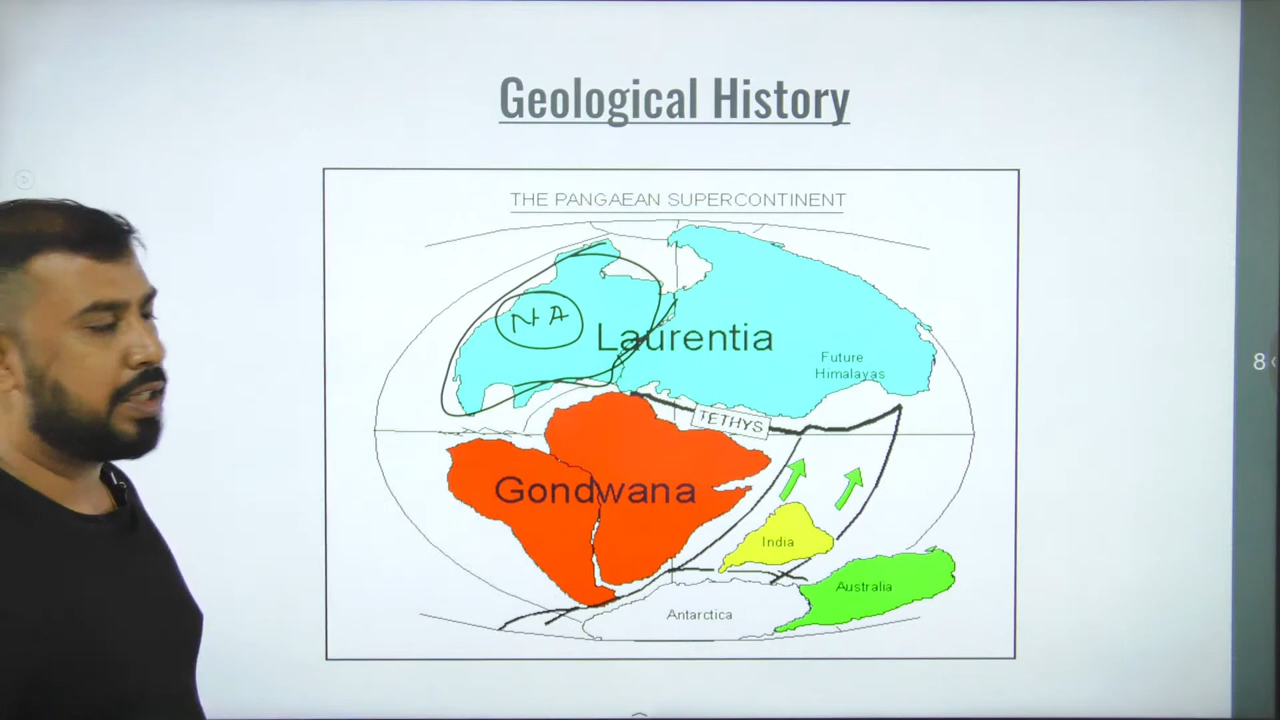 Geological History
THE PANGAEAN SUPERCONTINENT
NA
Laurentia
Future
Himalayas
TETHYS
Gondwana
India
Australia
Antarctica
8